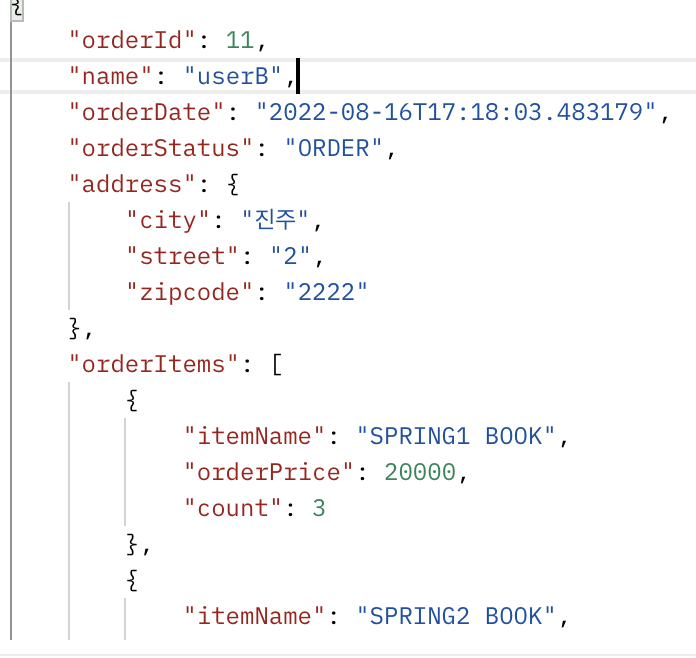 {
"orderId": 11,
"name": "userB",
"orderDate": "2022-08-16T17:18:03.483179",
"orderStatus": "ORDER",
"address": {
"city": "진주",
"street": "2",
"zipcode": "2222"
},
"orderItems": [
{
"itemName": "SPRING1 BOOK",
"orderPrice": 20000,
"count": 3
},
{
"itemName": "SPRING2 BOOK",